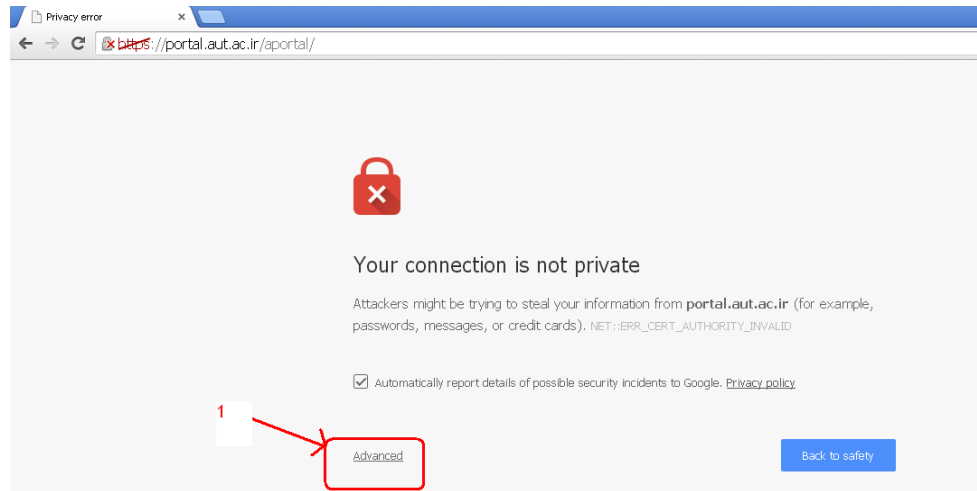 Privacy error
https://portal.aut.ac.ir/aportal/
Your connection is not private
Attackers might be trying to steal your information from portal.aut.ac.ir (for example,
passwords, messages, or credit cards). NET::ERR_CERT_AUTHORITY_INVALID
Automatically report details of possible security incidents to Google. Privacy policy
1
Advanced
Back to safety